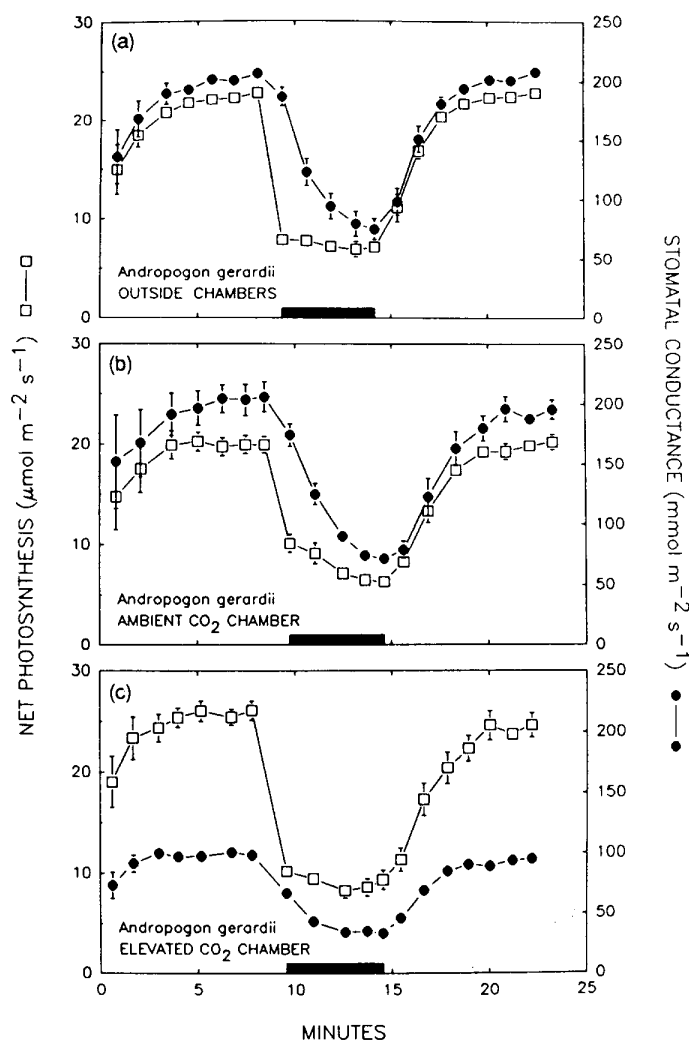 (a)
30
20
10
0
250
200
150
100
50
0
Andropogon gerardii
OUTSIDE CHAMBERS
(b)
30
20
10
0
250
200
150
100
50
0
Andropogon gerardii
AMBIENT CO₂ CHAMBER
(c)
30
20
10
0
250
200
150
100
50
0
Andropogon gerardii
ELEVATED CO₂ CHAMBER
0 5 10 15 20 25
MINUTES
NET PHOTOSYNTHESIS (μmol m⁻² s⁻¹)
STOMATAL CONDUCTANCE (mmol m⁻² s⁻¹)